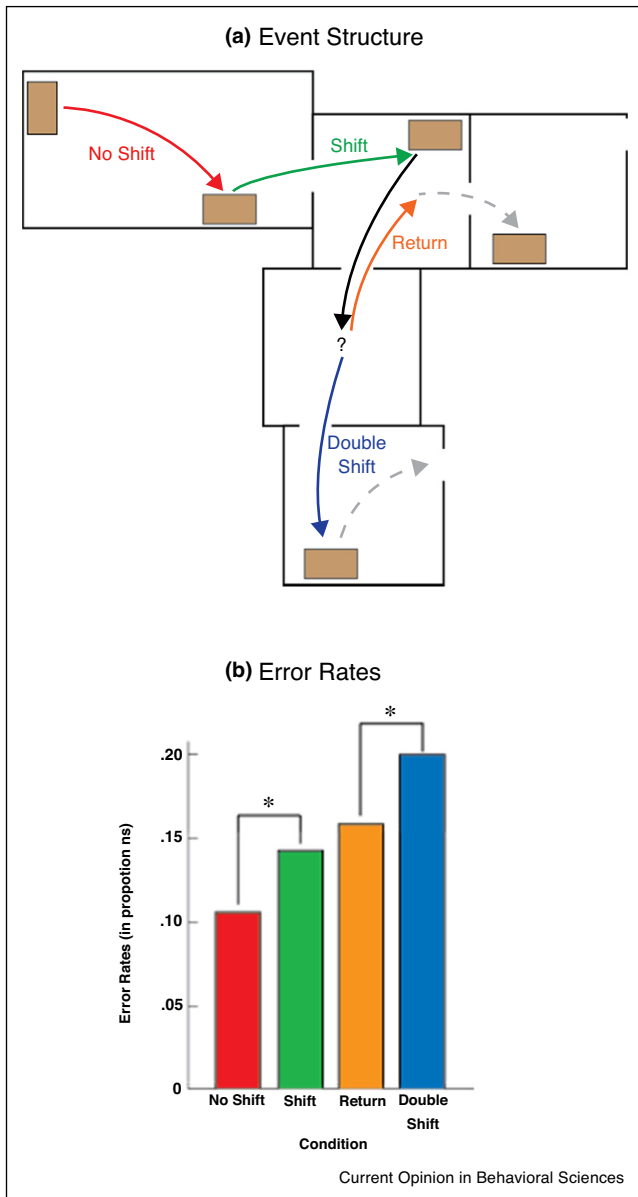 (a) Event Structure
No Shift
Shift
Return
?
Double
Shift
(b) Error Rates
*
*
.20
.15
.10
.05
0
Error Rates (in propotion ns)
No Shift
Shift
Return
Double
Shift
Condition
Current Opinion in Behavioral Sciences